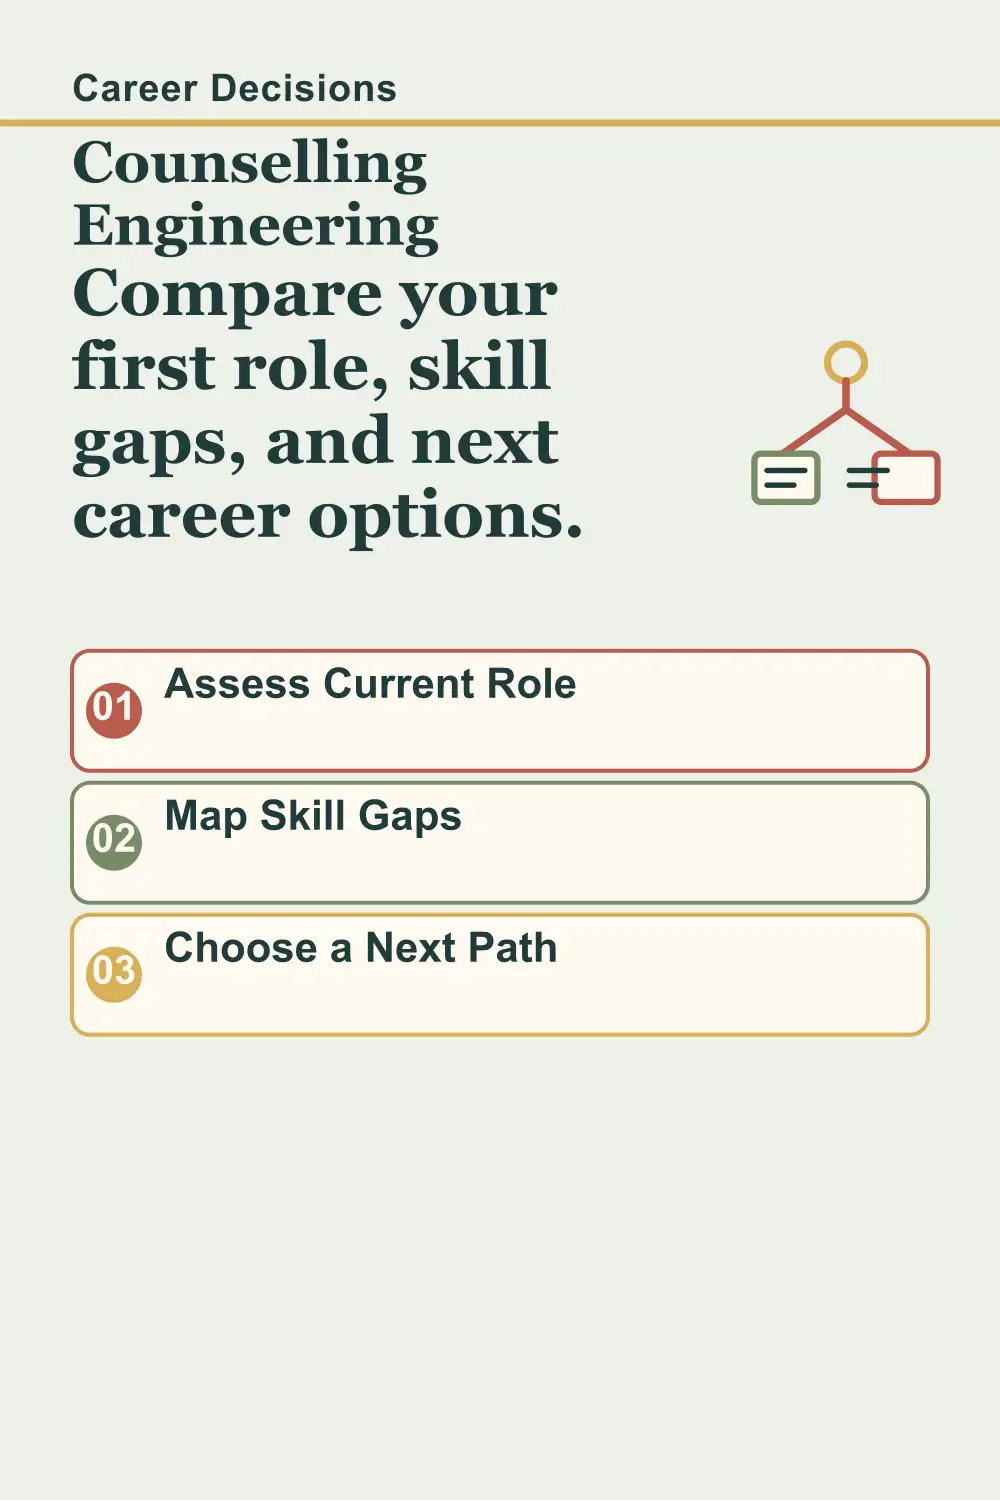 Career Decisions
Counselling
Engineering
Compare your
first role, skill
gaps, and next
career options.
01
Assess Current Role
02
Map Skill Gaps
03
Choose a Next Path